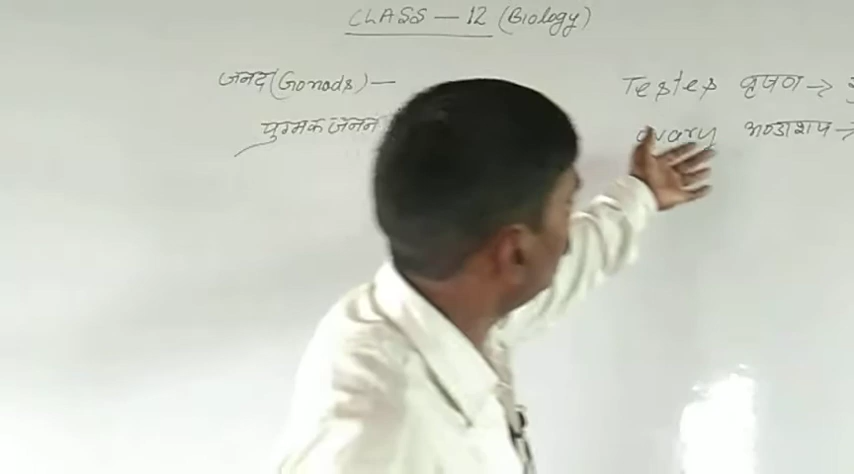 CLASS — 12 (Biology)
जनद (Gonads) —
युग्मक जनन
Testes वृषण →
ovary अण्डाशय →